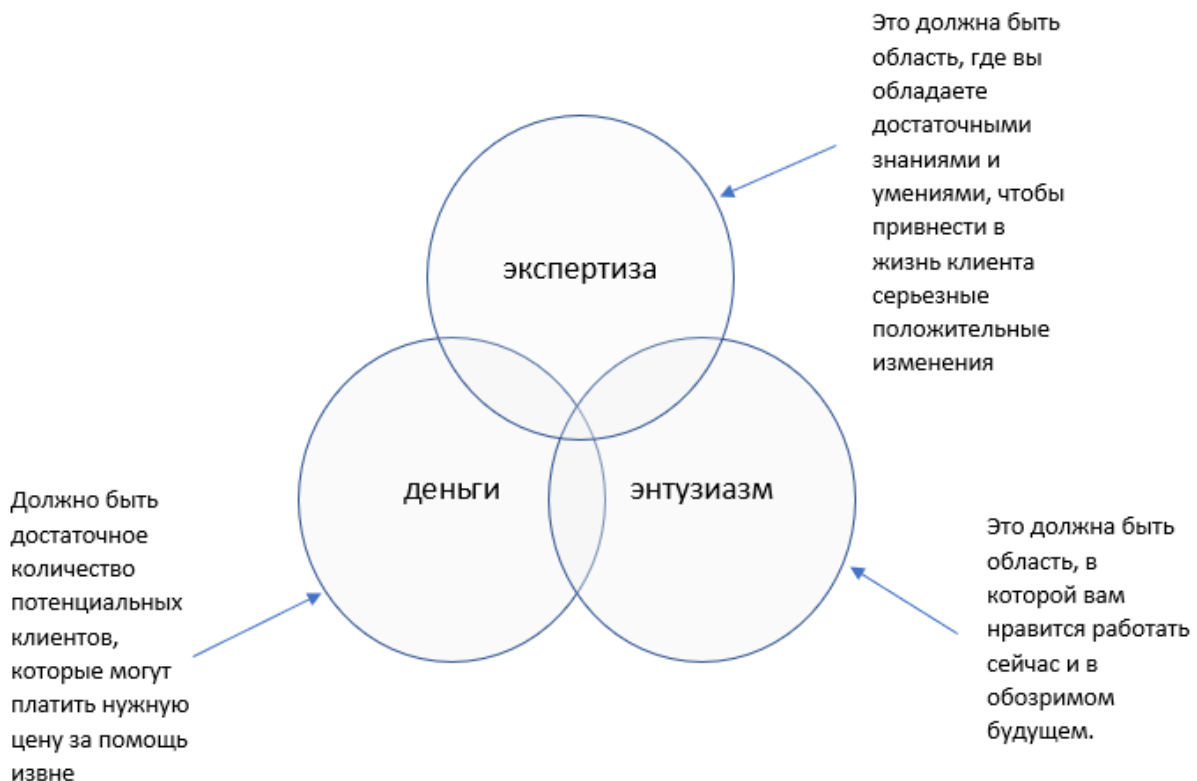 Это должна быть
область, где вы
обладаете
достаточными
знаниями и
умениями, чтобы
привнести в
жизнь клиента
серьезные
положительные
изменения
экспертиза
деньги
энтузиазм
Должно быть
достаточное
количество
потенциальных
клиентов,
которые могут
платить нужную
цену за помощь
извне
Это должна быть
область, в
которой вам
нравится работать
сейчас и в
обозримом
будущем.